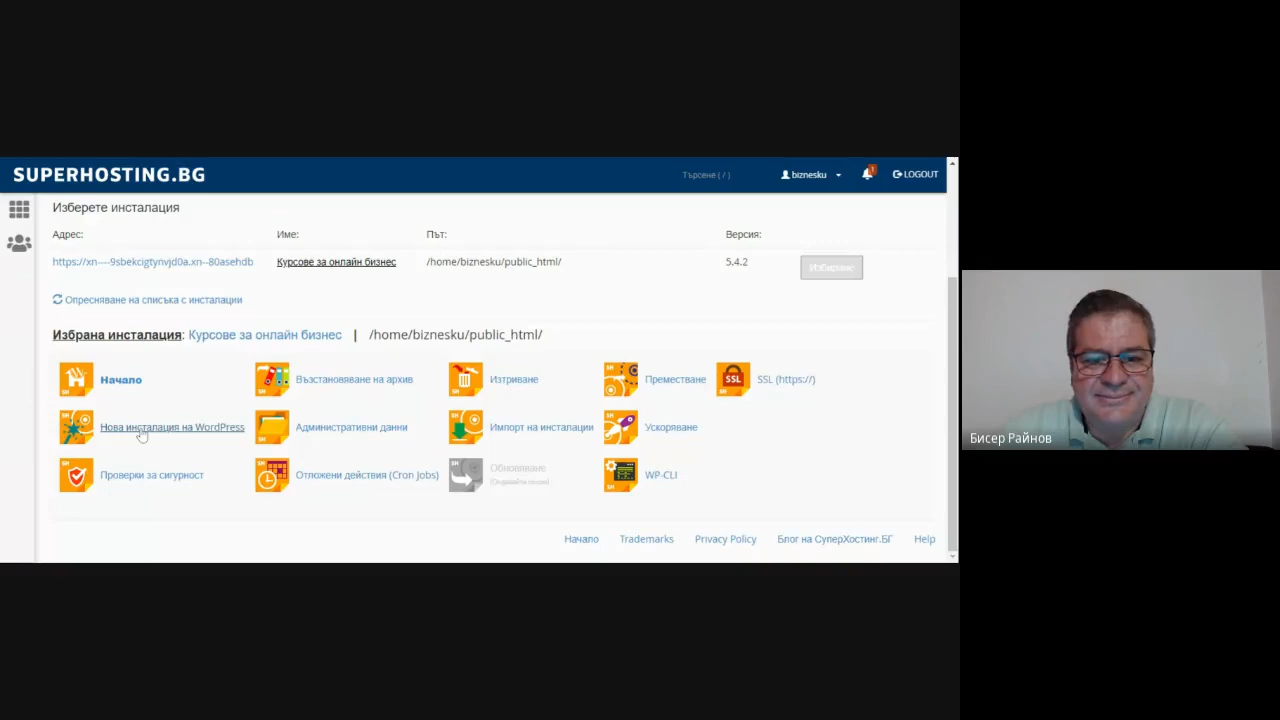 SUPERHOSTING.BG
Търсене ( / )
biznesku
1
LOGOUT
Изберете инсталация
Адрес: Име: Път: Версия:
https://xn----9sbekcigtynvjd0a.xn--80asehdb Курсове за онлайн бизнес /home/biznesku/public_html/ 5.4.2 Избиране
Опресняване на списъка с инсталации
Избрана инсталация: Курсове за онлайн бизнес | /home/biznesku/public_html/
Начало Възстановяване на архив Изтриване Преместване SSL SSL (https://)
Нова инсталация на WordPress Административни данни Импорт на инсталации Ускоряване
Проверки за сигурност Отложени действия (Cron Jobs) Обновяване WP-CLI
Начало Trademarks Privacy Policy Блог на СуперХостинг.БГ Help
Бисер Райнов